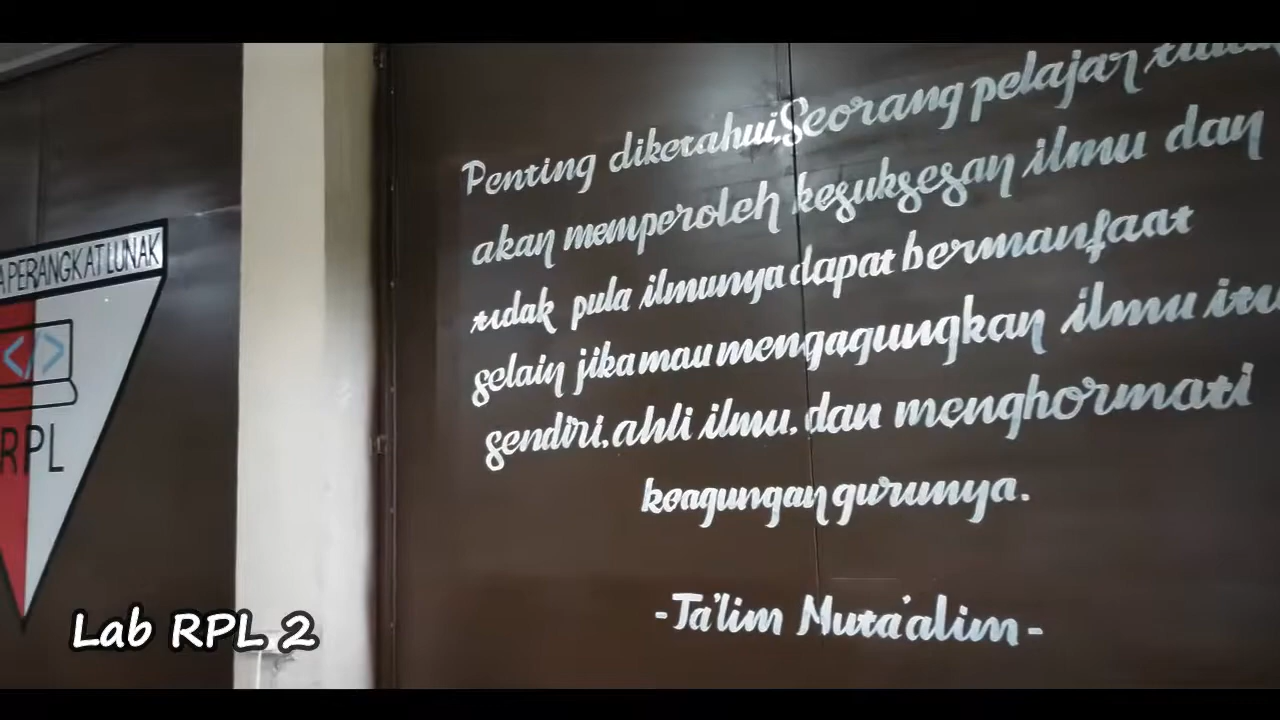 Penting diketahui, Seorang pelajar tidak
akan memperoleh kesuksesan ilmu dan
tidak pula ilmunya dapat bermanfaat
selain jika mau mengagungkan ilmu itu
sendiri, ahli ilmu, dan menghormati
keagungan gurunya.
-Ta'lim Muta'alim-
A PERANGKAT LUNAK
</>
RPL
Lab RPL 2